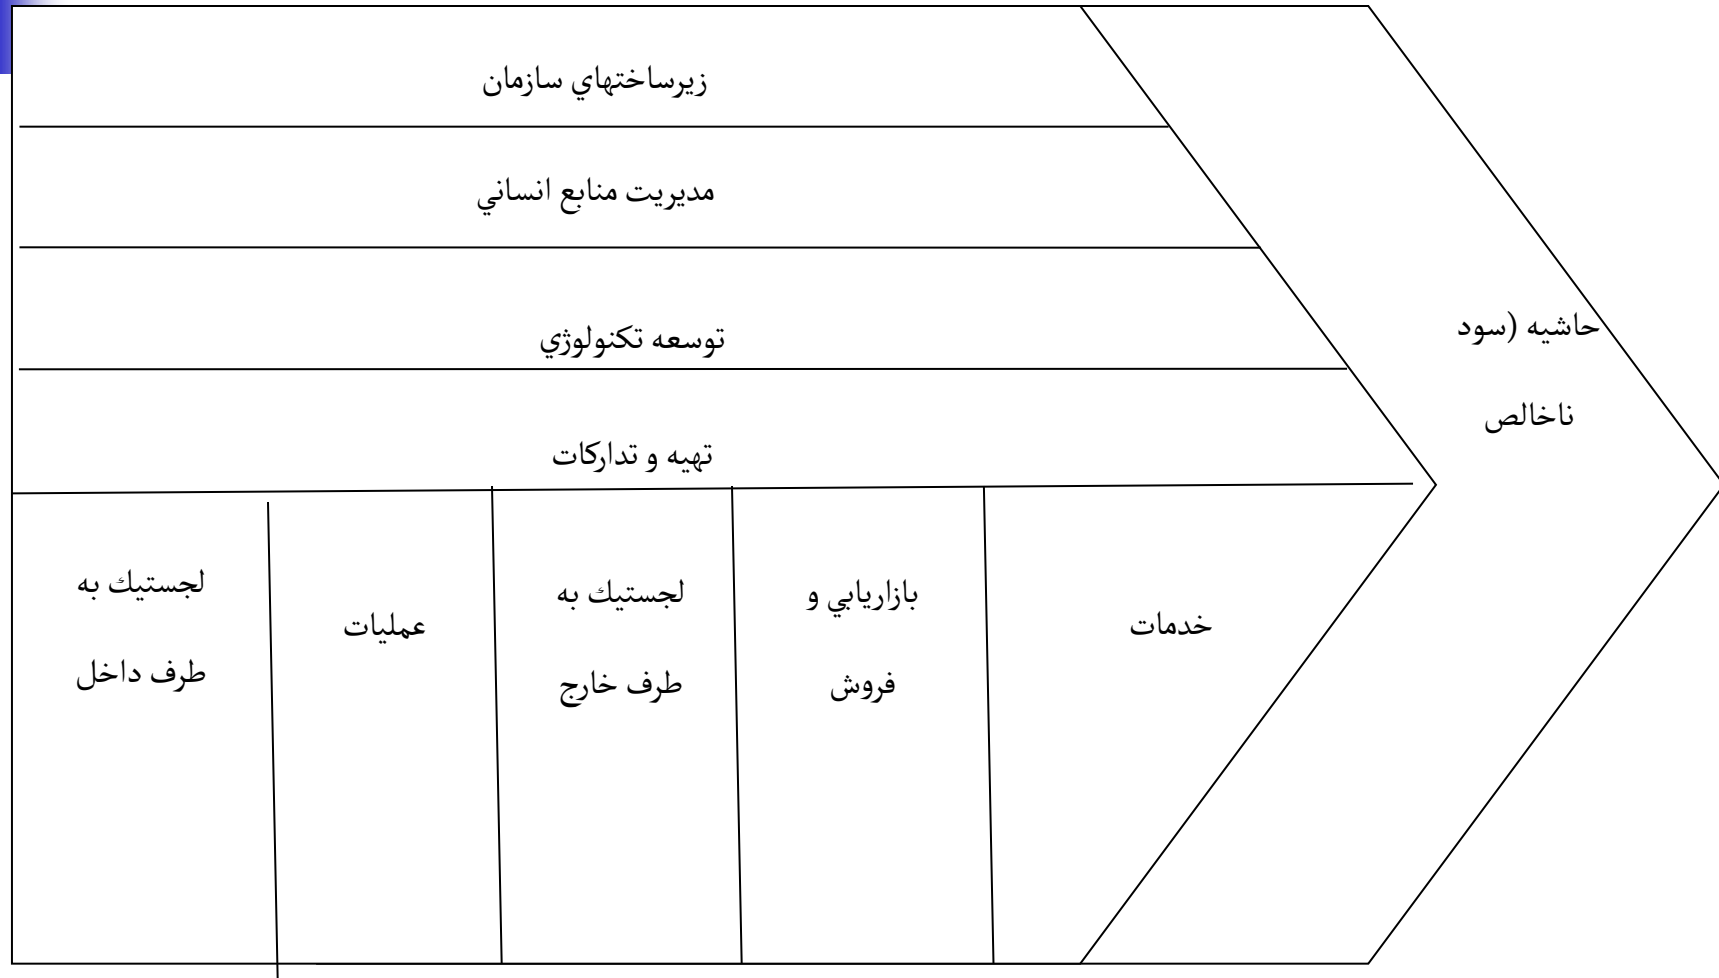 زيرساختهاي سازمان
مديريت منابع انساني
توسعه تكنولوژي
تهيه و تداركات
حاشيه (سود
ناخالص
لجستيك به
طرف داخل
عمليات
لجستيك به
طرف خارج
بازاريابي و
فروش
خدمات